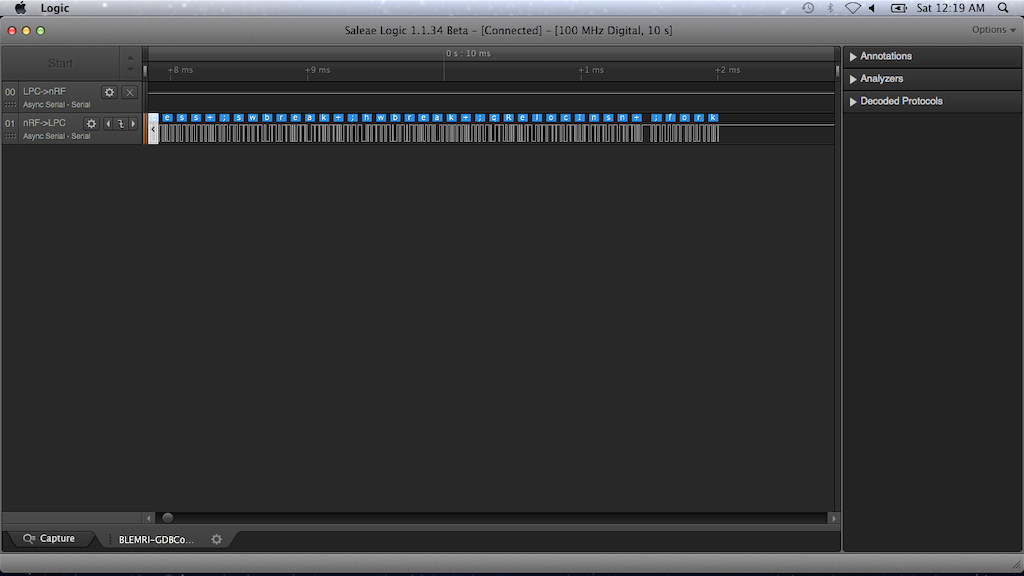 Logic
Sat 12:19 AM
Saleae Logic 1.1.34 Beta – [Connected] – [100 MHz Digital, 10 s]
Options
Start
0 s : 10 ms
+8 ms +9 ms +1 ms +2 ms
00 LPC->nRF
Async Serial - Serial
01 nRF->LPC
Async Serial - Serial
e s s + ; s w b r e a k + ; h w b r e a k + ; q R e l o c I n s n + ; f o r k
Annotations
Analyzers
Decoded Protocols
Capture
BLEMRI-GDBCo...